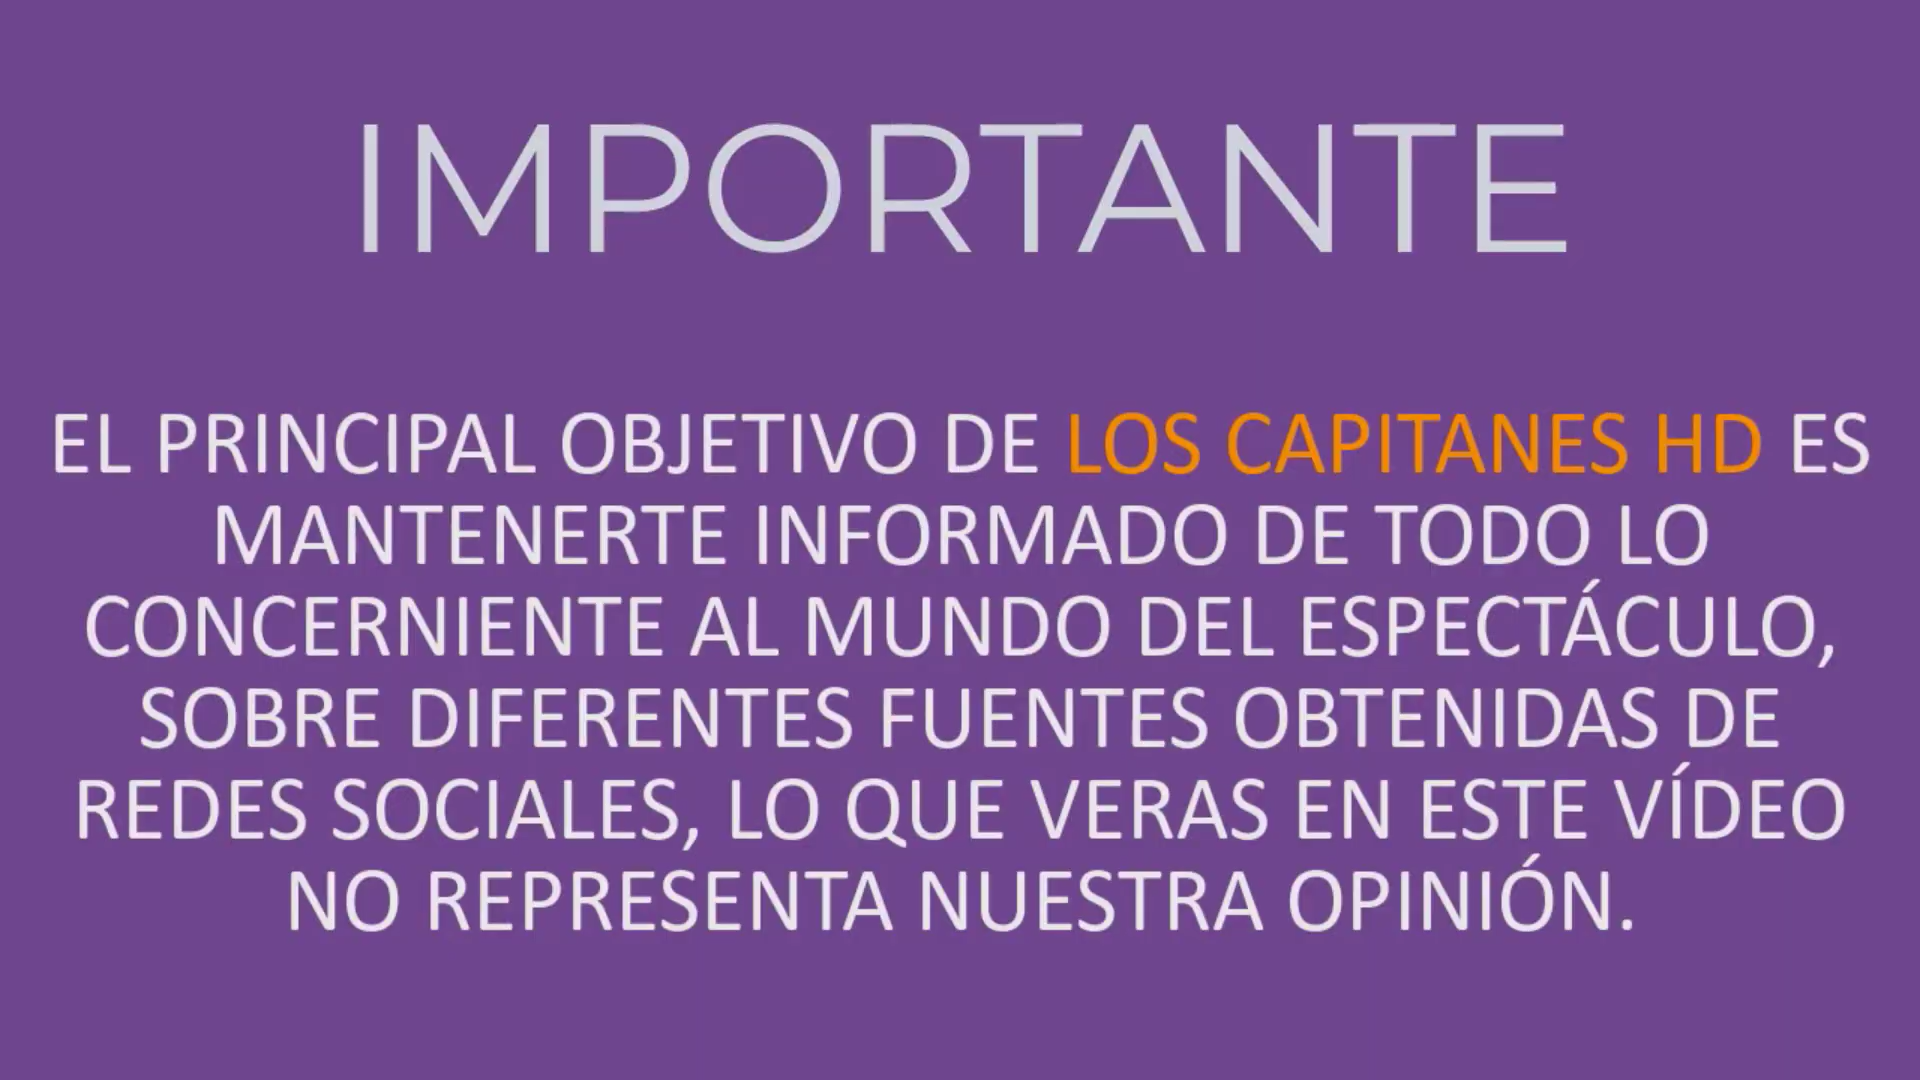 IMPORTANTE
EL PRINCIPAL OBJETIVO DE LOS CAPITANES HD ES
MANTENERTE INFORMADO DE TODO LO
CONCERNIENTE AL MUNDO DEL ESPECTÁCULO,
SOBRE DIFERENTES FUENTES OBTENIDAS DE
REDES SOCIALES, LO QUE VERAS EN ESTE VÍDEO
NO REPRESENTA NUESTRA OPINIÓN.